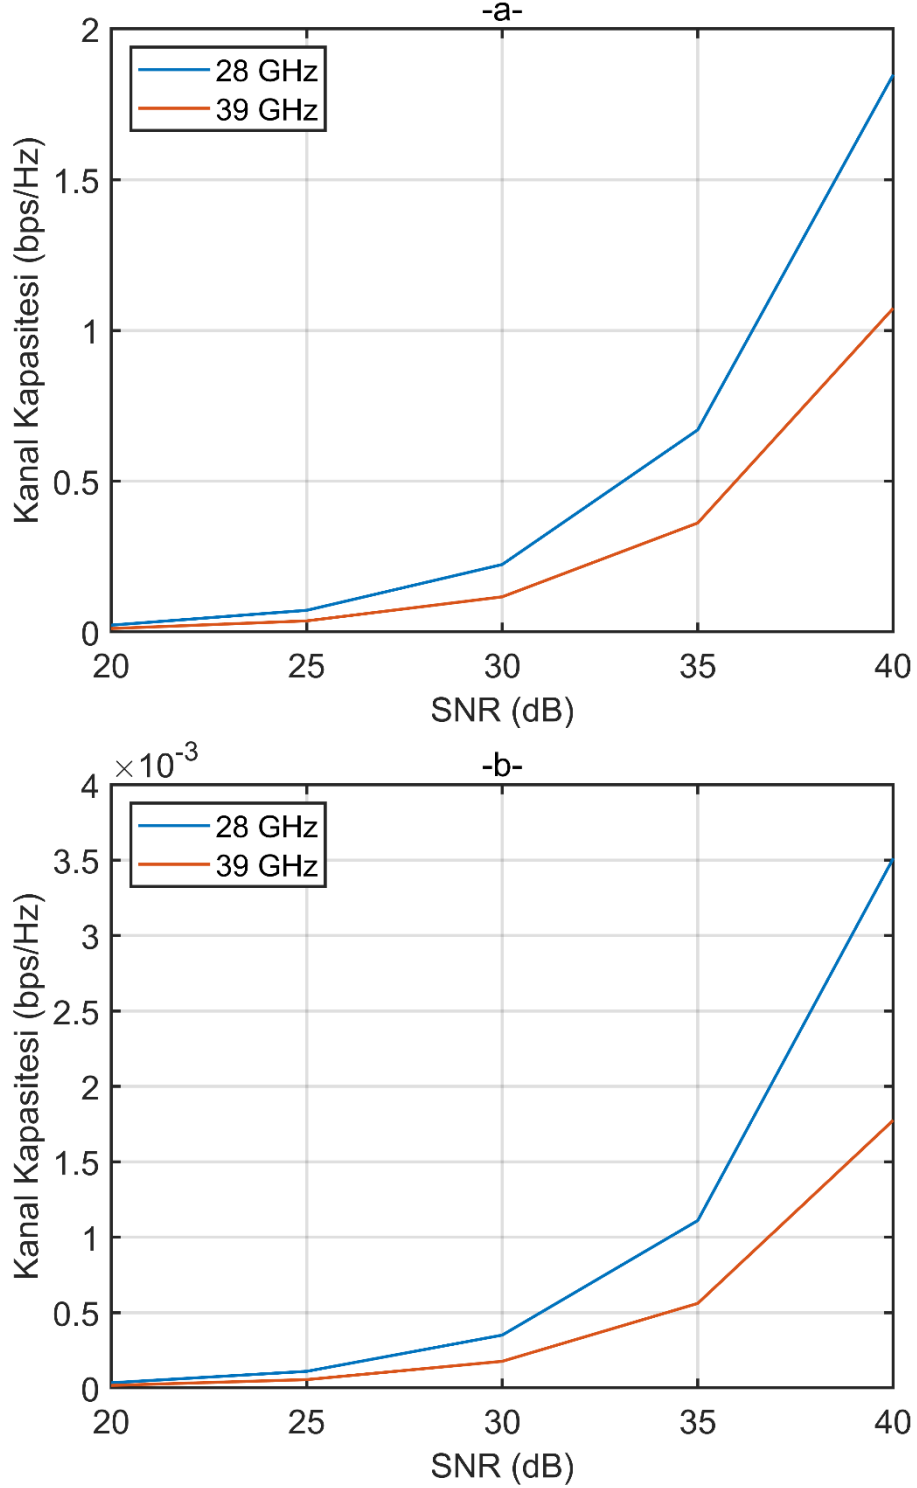 -a-
2
1.5
1
0.5
0
28 GHz
39 GHz
Kanal Kapasitesi (bps/Hz)
20 25 30 35 40
SNR (dB)
×10-3
-b-
4
3.5
3
2.5
2
1.5
1
0.5
0
28 GHz
39 GHz
Kanal Kapasitesi (bps/Hz)
20 25 30 35 40
SNR (dB)